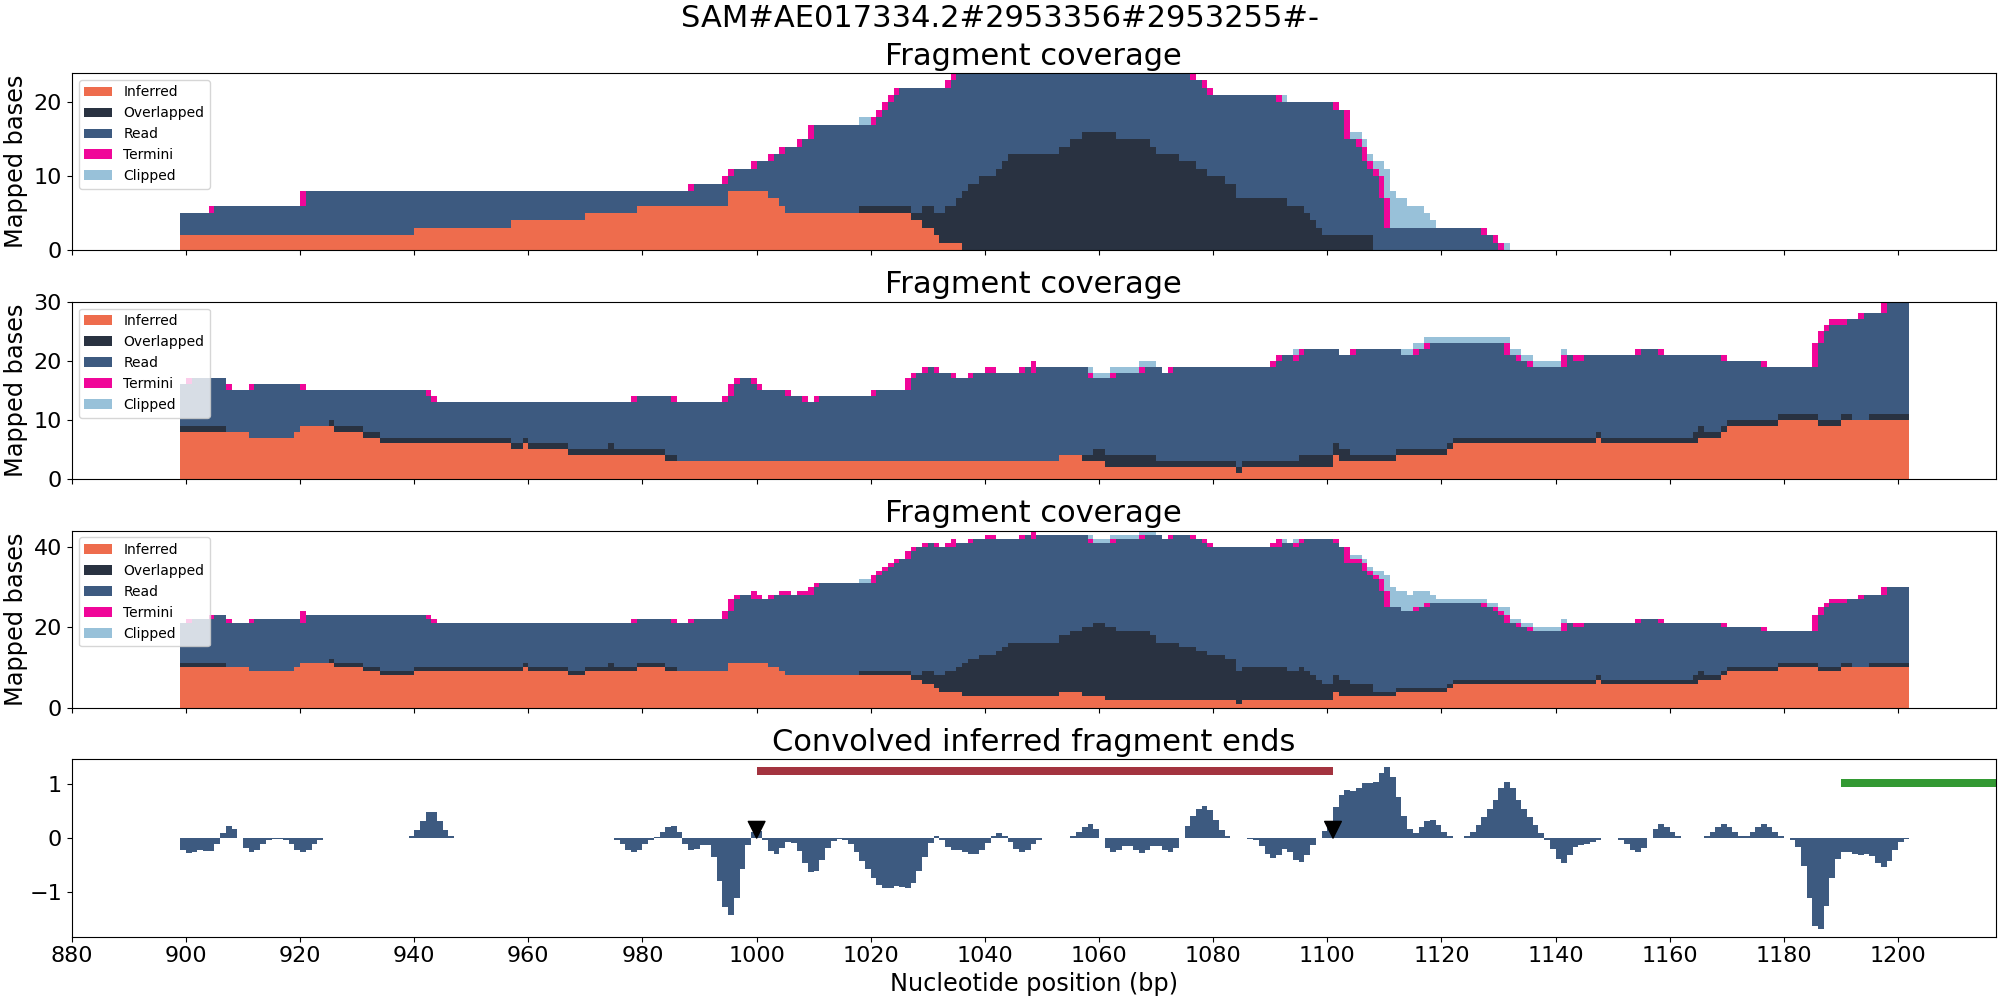 SAM#AE017334.2#2953356#2953255#-
Fragment coverage
Mapped bases
20
10
0
Inferred
Overlapped
Read
Termini
Clipped
Fragment coverage
Mapped bases
30
20
10
0
Inferred
Overlapped
Read
Termini
Clipped
Fragment coverage
Mapped bases
40
20
0
Inferred
Overlapped
Read
Termini
Clipped
Convolved inferred fragment ends
1
0
−1
880 900 920 940 960 980 1000 1020 1040 1060 1080 1100 1120 1140 1160 1180 1200
Nucleotide position (bp)